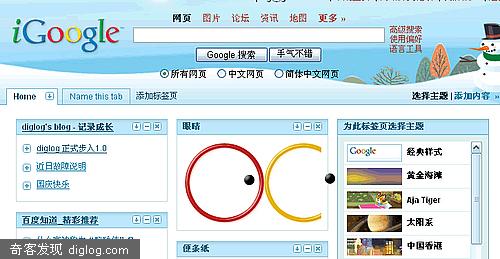 网页 图片 论坛 资讯 地图 更多 »
iGoogle™
高级搜索
使用偏好
语言工具
Google 搜索 手气不错
所有网页 中文网页 简体中文网页
Home Name this tab 添加标签页 选择主题 | 添加内容 »
diglog's blog - 记录成长
diglog 正式步入1.0
近日故障说明
国庆快乐
百度知道_精彩推荐
眼睛
便条纸
为此标签页选择主题
Google 经典样式
黄金海滩
Aja Tiger
太阳系
中国香港
奇客发现 diglog.com